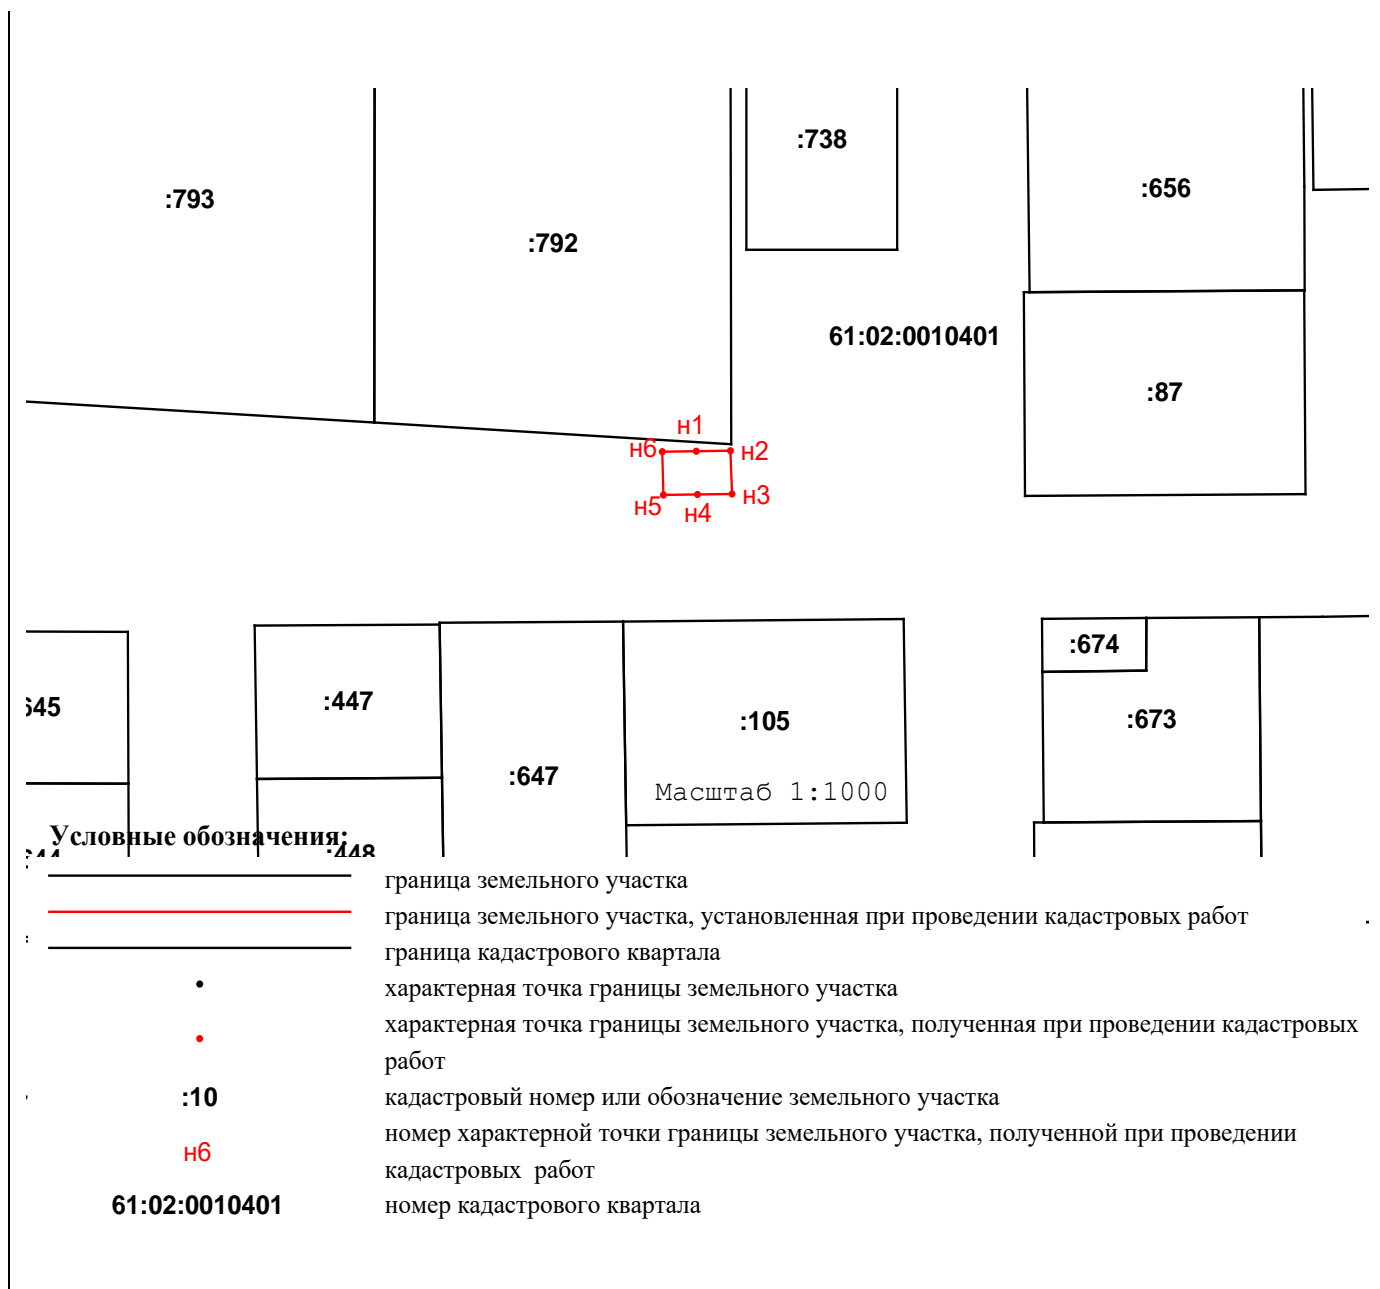 :738
:656
:793
:792
61:02:0010401
:87
н1
н6
н2
н5
н3
н4
:674
:447
:105
:673
:647
Масштаб 1:1000
Условные обозначения:
:448
граница земельного участка
граница земельного участка, установленная при проведении кадастровых работ
граница кадастрового квартала
характерная точка границы земельного участка
характерная точка границы земельного участка, полученная при проведении кадастровых
работ
:10 кадастровый номер или обозначение земельного участка
н6 номер характерной точки границы земельного участка, полученной при проведении
кадастровых работ
61:02:0010401 номер кадастрового квартала